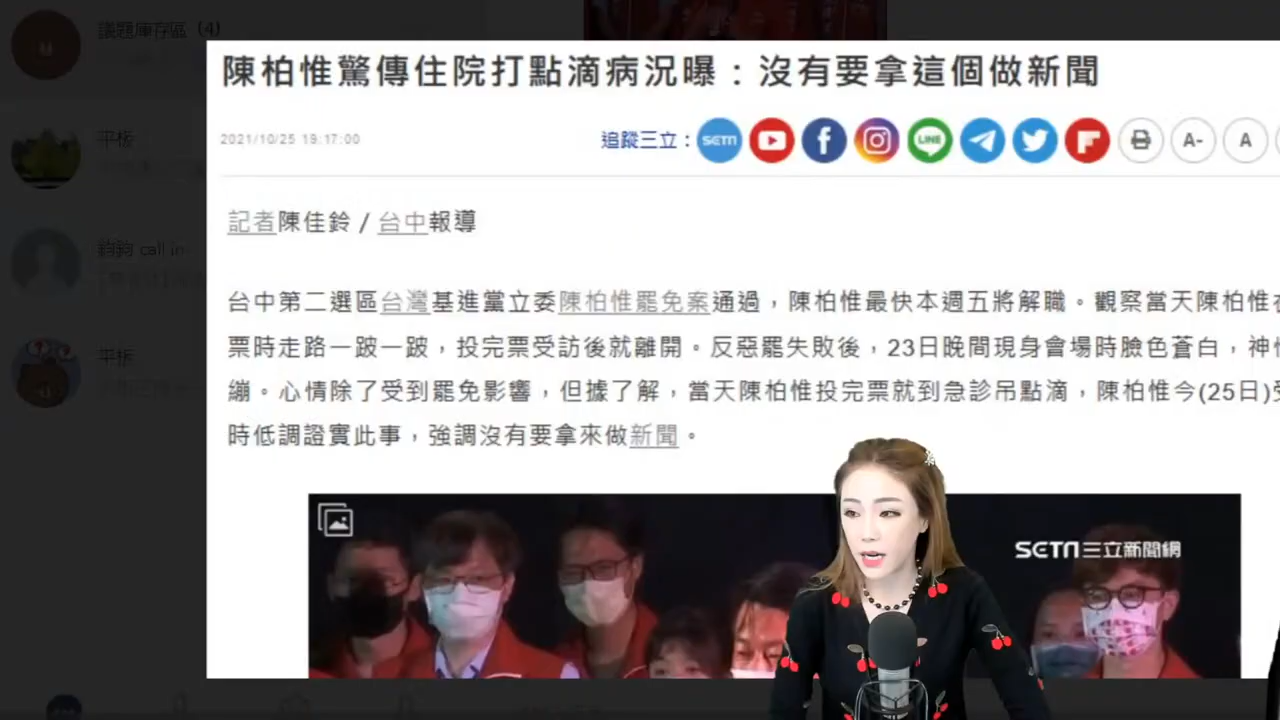 議題庫存區 (4)
陳柏惟驚傳住院打點滴病況曝：沒有要拿這個做新聞
平板
2021/10/25 19:17:00
追蹤三立：
SETN
LINE
A-
A
記者陳佳鈴 / 台中報導
鈞鈞 call in
台中第二選區台灣基進黨立委陳柏惟罷免案通過，陳柏惟最快本週五將解職。觀察當天陳柏惟
票時走路一跛一跛，投完票受訪後就離開。反惡罷失敗後，23日晚間現身會場時臉色蒼白，神
平板
繃。心情除了受到罷免影響，但據了解，當天陳柏惟投完票就到急診吊點滴，陳柏惟今(25日)
時低調證實此事，強調沒有要拿來做新聞。
SETN三立新聞網